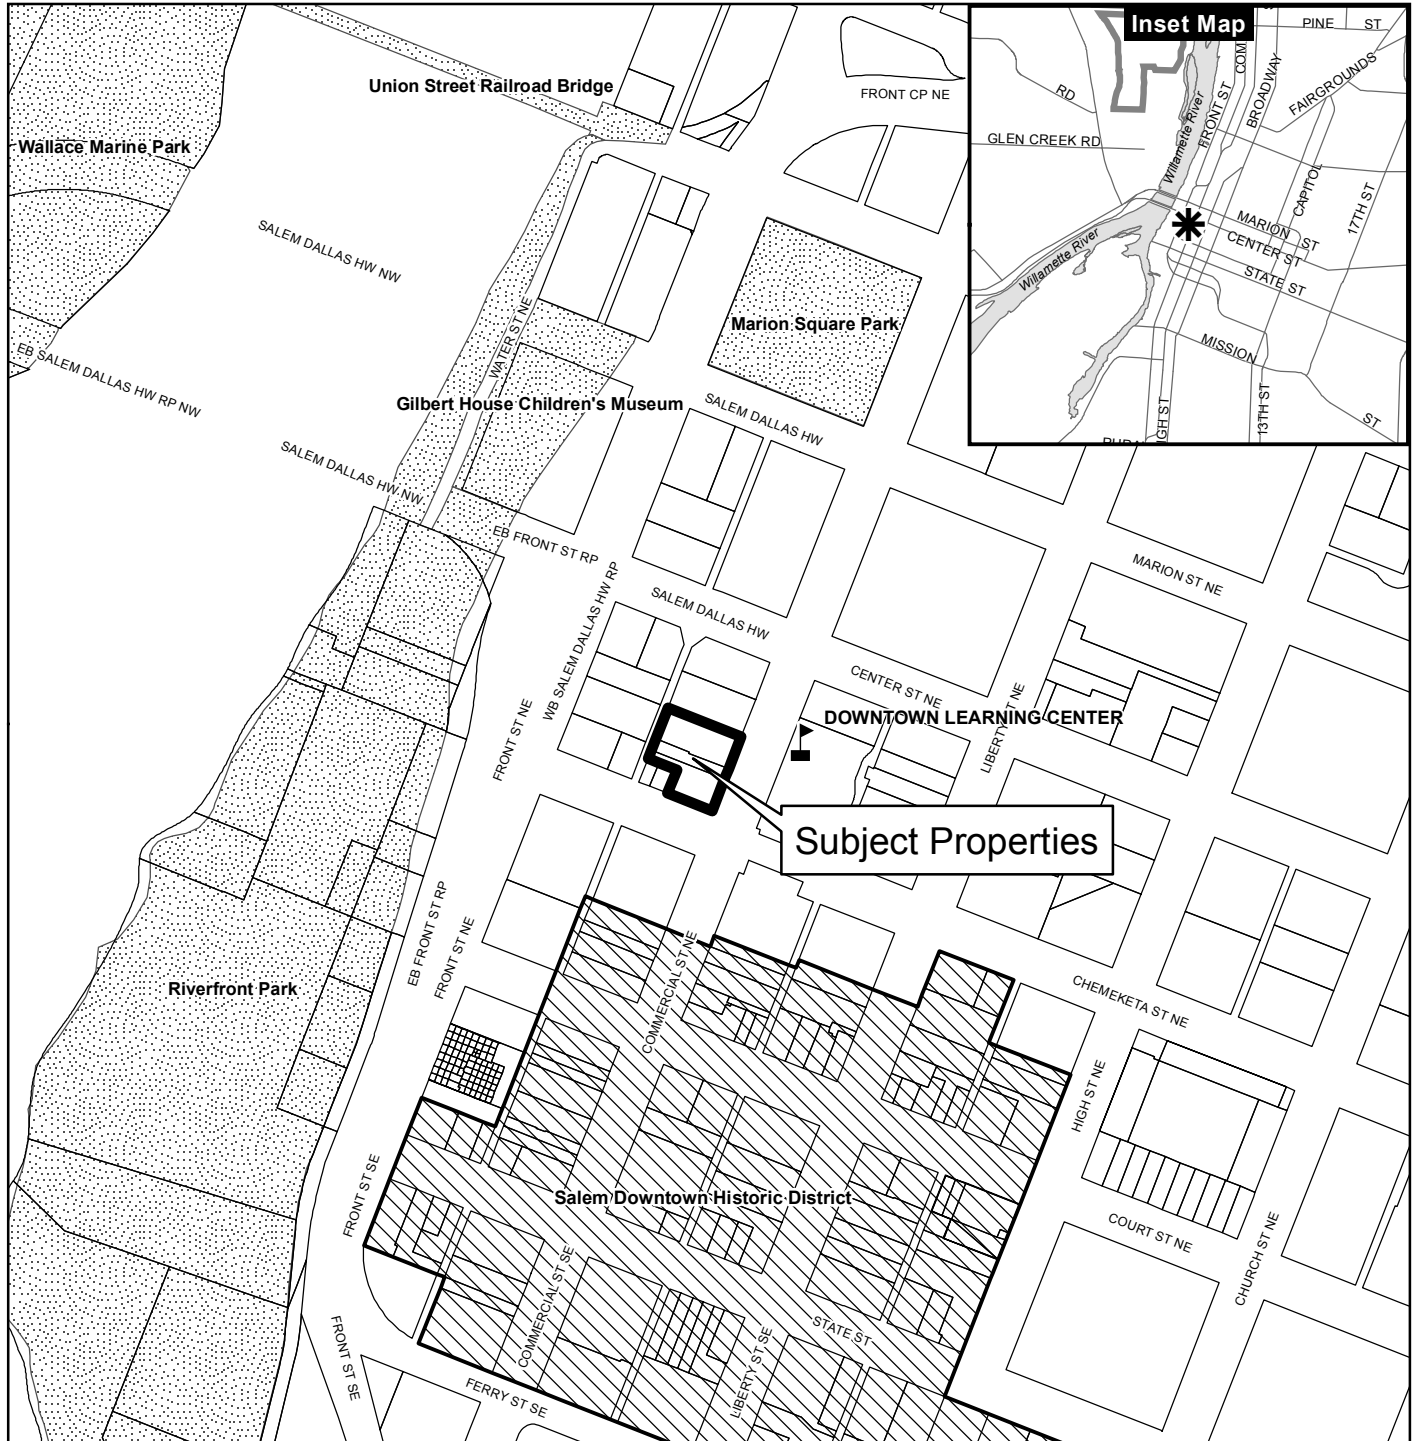 Union Street Railroad Bridge
FRONT CP NE
Wallace Marine Park
SALEM DALLAS HW NW
WATER ST NE
Marion Square Park
EB SALEM DALLAS HW RP NW
Gilbert House Children's Museum
SALEM DALLAS HW
SALEM DALLAS HW NW
EB FRONT ST RP
MARION ST NE
WB SALEM DALLAS HW RP
SALEM DALLAS HW
CENTER ST NE
FRONT ST NE
LIBERTY ST NE
DOWNTOWN LEARNING CENTER
Subject Properties
EB FRONT ST RP
FRONT ST NE
COMMERCIAL ST NE
Riverfront Park
CHEMEKETA ST NE
HIGH ST NE
FRONT ST SE
Salem Downtown Historic District
COURT ST NE
CHURCH ST NE
COMMERCIAL ST SE
STATE ST
FRONT ST SE
LIBERTY ST SE
FERRY ST SE
Inset Map
PINE ST
COM
BROADWAY
FAIRGROUNDS
RD
FRONT ST
Willamette River
GLEN CREEK RD
CAPITOL
17TH ST
MARION ST
CENTER ST
Willamette River
STATE ST
MISSION
ST
13TH ST
IGH ST